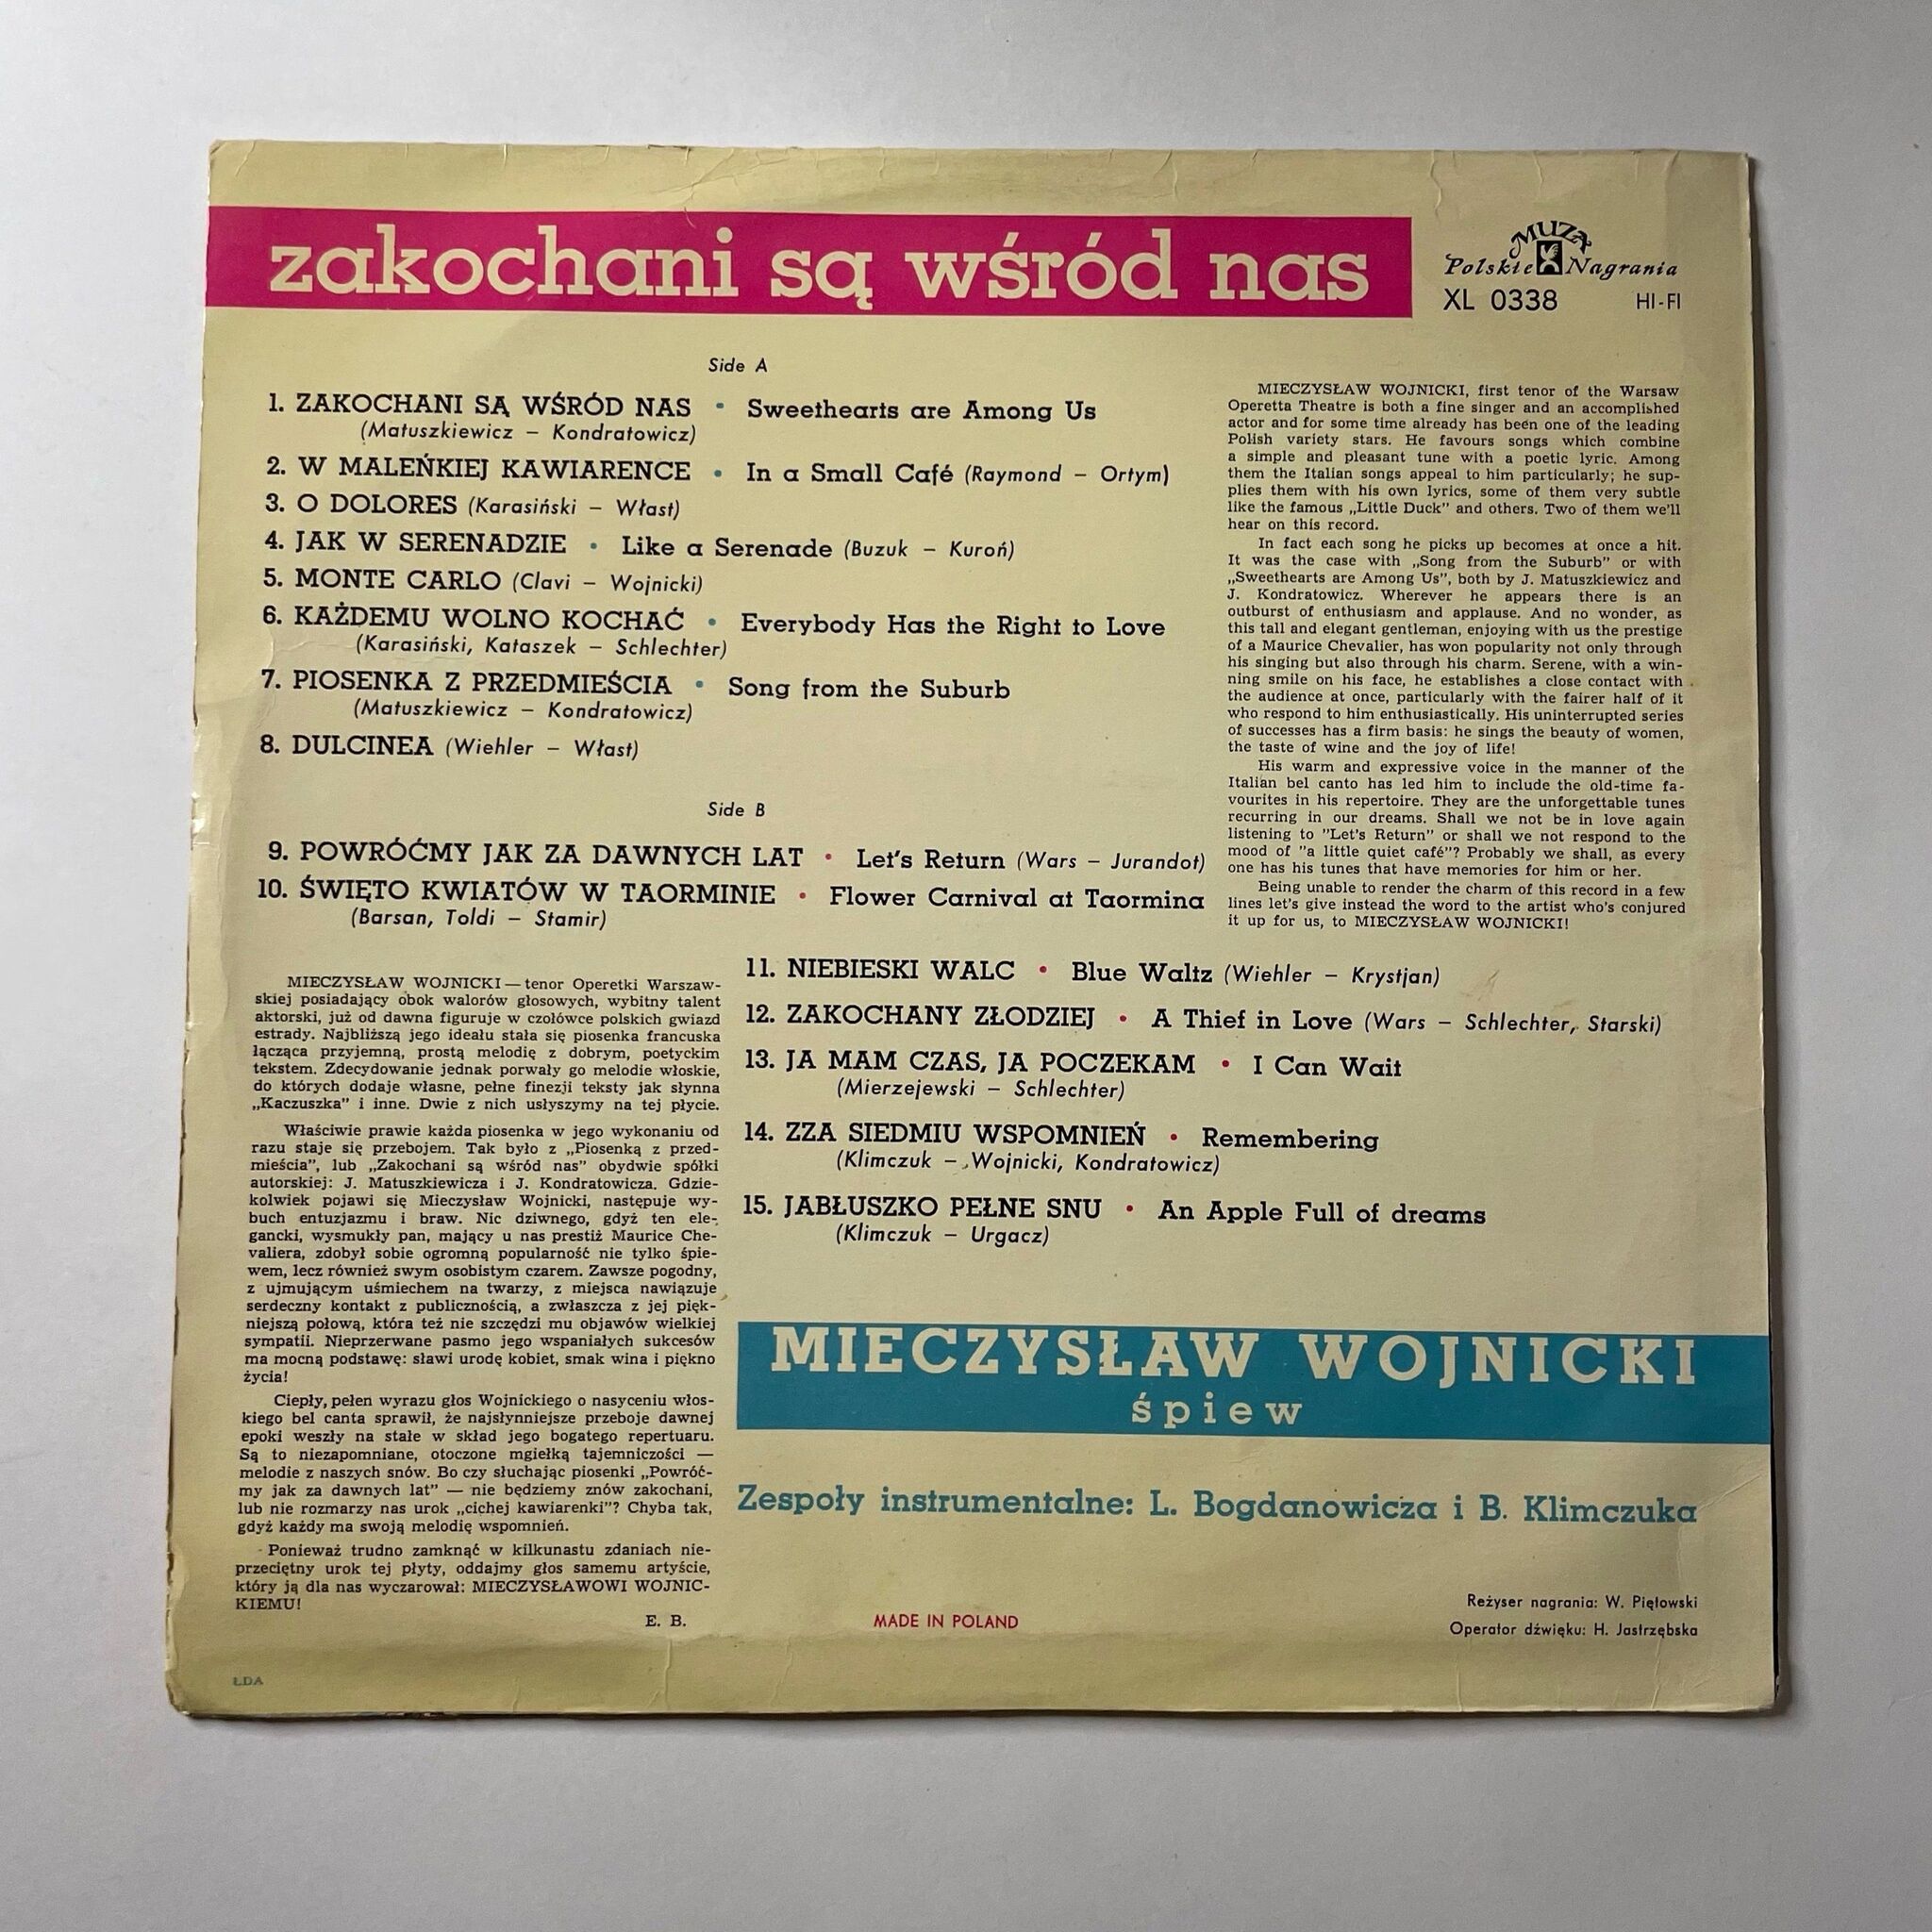 zakochani są wśród nas
MUZA
Polskie Nagrania
XL 0338 HI-FI
Side A
1. ZAKOCHANI SĄ WŚRÓD NAS • Sweethearts are Among Us
(Matuszkiewicz – Kondratowicz)
2. W MALEŃKIEJ KAWIARENCE • In a Small Café (Raymond – Ortym)
3. O DOLORES (Karasiński – Włast)
4. JAK W SERENADZIE • Like a Serenade (Buzuk – Kuroń)
5. MONTE CARLO (Clavi – Wojnicki)
6. KAŻDEMU WOLNO KOCHAĆ • Everybody Has the Right to Love
(Karasiński, Kataszek – Schlechter)
7. PIOSENKA Z PRZEDMIEŚCIA • Song from the Suburb
(Matuszkiewicz – Kondratowicz)
8. DULCINEA (Wiehler – Włast)
Side B
9. POWRÓĆMY JAK ZA DAWNYCH LAT • Let's Return (Wars – Jurandot)
10. ŚWIĘTO KWIATÓW W TAORMINIE • Flower Carnival at Taormina
(Barsan, Toldi – Stamir)
11. NIEBIESKI WALC • Blue Waltz (Wiehler – Krystjan)
12. ZAKOCHANY ZŁODZIEJ • A Thief in Love (Wars – Schlechter, Starski)
13. JA MAM CZAS, JA POCZEKAM • I Can Wait
(Mierzejewski – Schlechter)
14. ZZA SIEDMIU WSPOMNIEŃ • Remembering
(Klimczuk – Wojnicki, Kondratowicz)
15. JABŁUSZKO PEŁNE SNU • An Apple Full of dreams
(Klimczuk – Urgacz)
MIECZYSŁAW WOJNICKI, first tenor of the Warsaw
Operetta Theatre is both a fine singer and an accomplished
actor and for some time already has been one of the leading
Polish variety stars. He favours songs which combine
a simple and pleasant tune with a poetic lyric. Among
them the Italian songs appeal to him particularly; he sup-
plies them with his own lyrics, some of them very subtle
like the famous „Little Duck” and others. Two of them we'll
hear on this record.
In fact each song he picks up becomes at once a hit.
It was the case with „Song from the Suburb” or with
„Sweethearts are Among Us”, both by J. Matuszkiewicz and
J. Kondratowicz. Wherever he appears there is an
outburst of enthusiasm and applause. And no wonder, as
this tall and elegant gentleman, enjoying with us the prestige
of a Maurice Chevalier, has won popularity not only through
his singing but also through his charm. Serene, with a win-
ning smile on his face, he establishes a close contact with
the audience at once, particularly with the fairer half of it
who respond to him enthusiastically. His uninterrupted series
of successes has a firm basis: he sings the beauty of women,
the taste of wine and the joy of life!
His warm and expressive voice in the manner of the
Italian bel canto has led him to include the old-time fa-
vourites in his repertoire. They are the unforgettable tunes
recurring in our dreams. Shall we not be in love again
listening to "Let's Return" or shall we not respond to the
mood of "a little quiet café"? Probably we shall, as every
one has his tunes that have memories for him or her.
Being unable to render the charm of this record in a few
lines let's give instead the word to the artist who's conjured
it up for us, to MIECZYSŁAW WOJNICKI!
MIECZYSŁAW WOJNICKI — tenor Operetki Warszaw-
skiej posiadający obok walorów głosowych, wybitny talent
aktorski, już od dawna figuruje w czołówce polskich gwiazd
estrady. Najbliższą jego ideału stała się piosenka francuska
łącząca przyjemną, prostą melodię z dobrym, poetyckim
tekstem. Zdecydowanie jednak porwały go melodie włoskie,
do których dodaje własne, pełne finezji teksty jak słynna
„Kaczuszka” i inne. Dwie z nich usłyszymy na tej płycie.
Właściwie prawie każda piosenka w jego wykonaniu od
razu staje się przebojem. Tak było z „Piosenką z przed-
mieścia”, lub „Zakochani są wśród nas” obydwie spółki
autorskiej: J. Matuszkiewicza i J. Kondratowicza. Gdzie-
kolwiek pojawi się Mieczysław Wojnicki, następuje wy-
buch entuzjazmu i braw. Nic dziwnego, gdyż ten ele-
gancki, wysmukły pan, mający u nas prestiż Maurice Che-
valiera, zdobył sobie ogromną popularność nie tylko śpie-
wem, lecz również swym osobistym czarem. Zawsze pogodny,
z ujmującym uśmiechem na twarzy, z miejsca nawiązuje
serdeczny kontakt z publicznością, a zwłaszcza z jej pięk-
niejszą połową, która też nie szczędzi mu objawów wielkiej
sympatii. Nieprzerwane pasmo jego wspaniałych sukcesów
ma mocną podstawę: sławi urodę kobiet, smak wina i piękno
życia!
Ciepły, pełen wyrazu głos Wojnickiego o nasyceniu włos-
kiego bel canta sprawił, że najsłynniejsze przeboje dawnej
epoki weszły na stałe w skład jego bogatego repertuaru.
Są to niezapomniane, otoczone mgiełką tajemniczości —
melodie z naszych snów. Bo czy słuchając piosenki „Powróć-
my jak za dawnych lat” — nie będziemy znów zakochani,
lub nie rozmarzy nas urok „cichej kawiarenki”? Chyba tak,
gdyż każdy ma swoją melodię wspomnień.
Ponieważ trudno zamknąć w kilkunastu zdaniach nie-
przeciętny urok tej płyty, oddajmy głos samemu artyście,
który ją dla nas wyczarował: MIECZYSŁAWOWI WOJNIC-
KIEMU!
E. B.
MIECZYSŁAW WOJNICKI
śpiew
Zespoły instrumentalne: L. Bogdanowicza i B. Klimczuka
Reżyser nagrania: W. Piętowski
Operator dźwięku: H. Jastrzębska
MADE IN POLAND
ŁDA